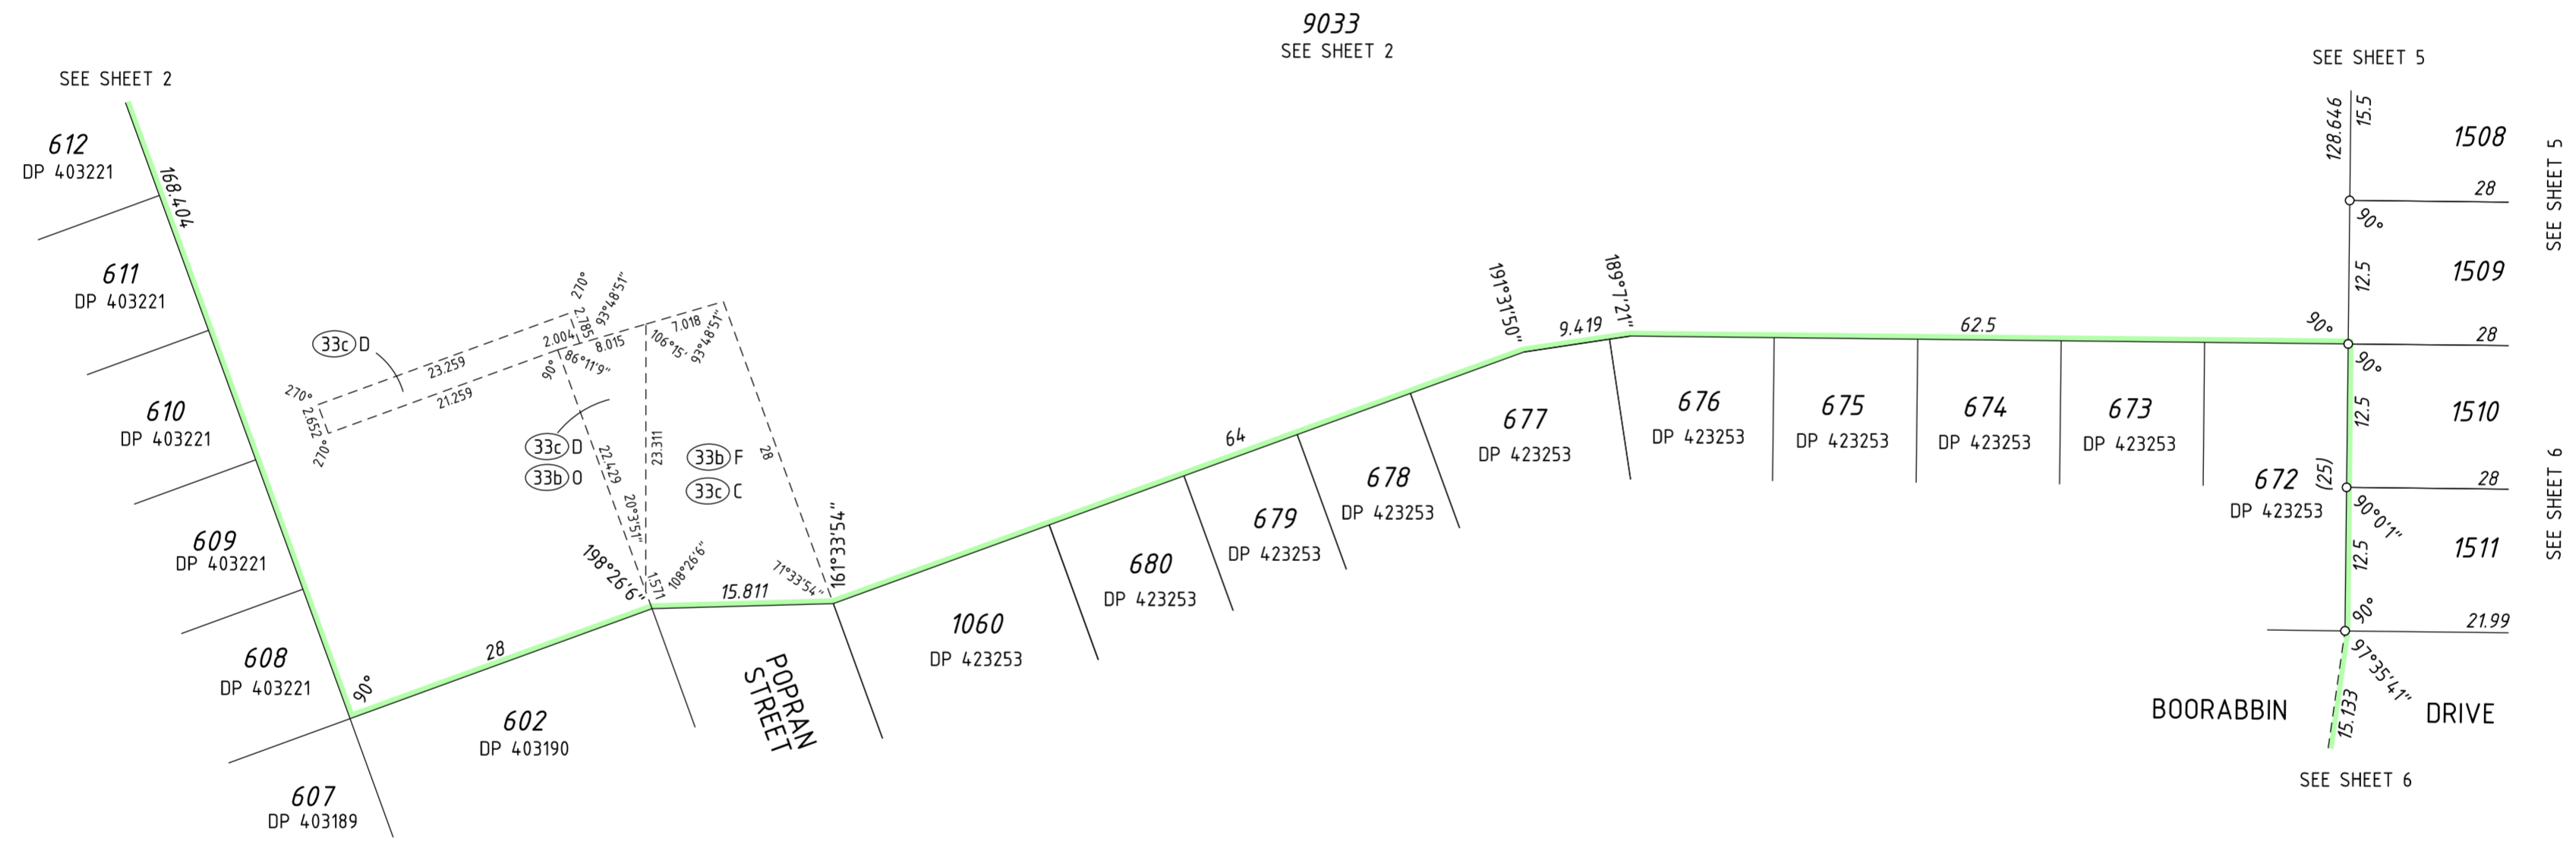 9033
SEE SHEET 2
SEE SHEET 2
612
DP 403221
168.404
611
DP 403221
610
DP 403221
609
DP 403221
608
DP 403221
607
DP 403189
90°
28
602
DP 403190
33c D
23.259
21.259
270°
2.652
270°
270°
2.785
93°48'51"
2.004
8.015
86°11'9"
90°
7.018
106°15'
93°48'51"
33c D
33b O
22.429
23.311
33b F
33c C
28
20°3'51"
1.571
108°26'6"
198°26'6"
71°33'54"
161°33'54"
15.811
POPRAN
STREET
1060
DP 423253
64
680
DP 423253
679
DP 423253
678
DP 423253
677
DP 423253
191°31'50"
9.419
189°7'21"
62.5
676
DP 423253
675
DP 423253
674
DP 423253
673
DP 423253
672
DP 423253
(25)
SEE SHEET 5
128.646
15.5
1508
28
90°
12.5
1509
SEE SHEET 5
90°
28
90°
12.5
1510
28
90°0'1"
12.5
1511
SEE SHEET 6
90°
21.99
97°35'41"
15.133
BOORABBIN DRIVE
SEE SHEET 6